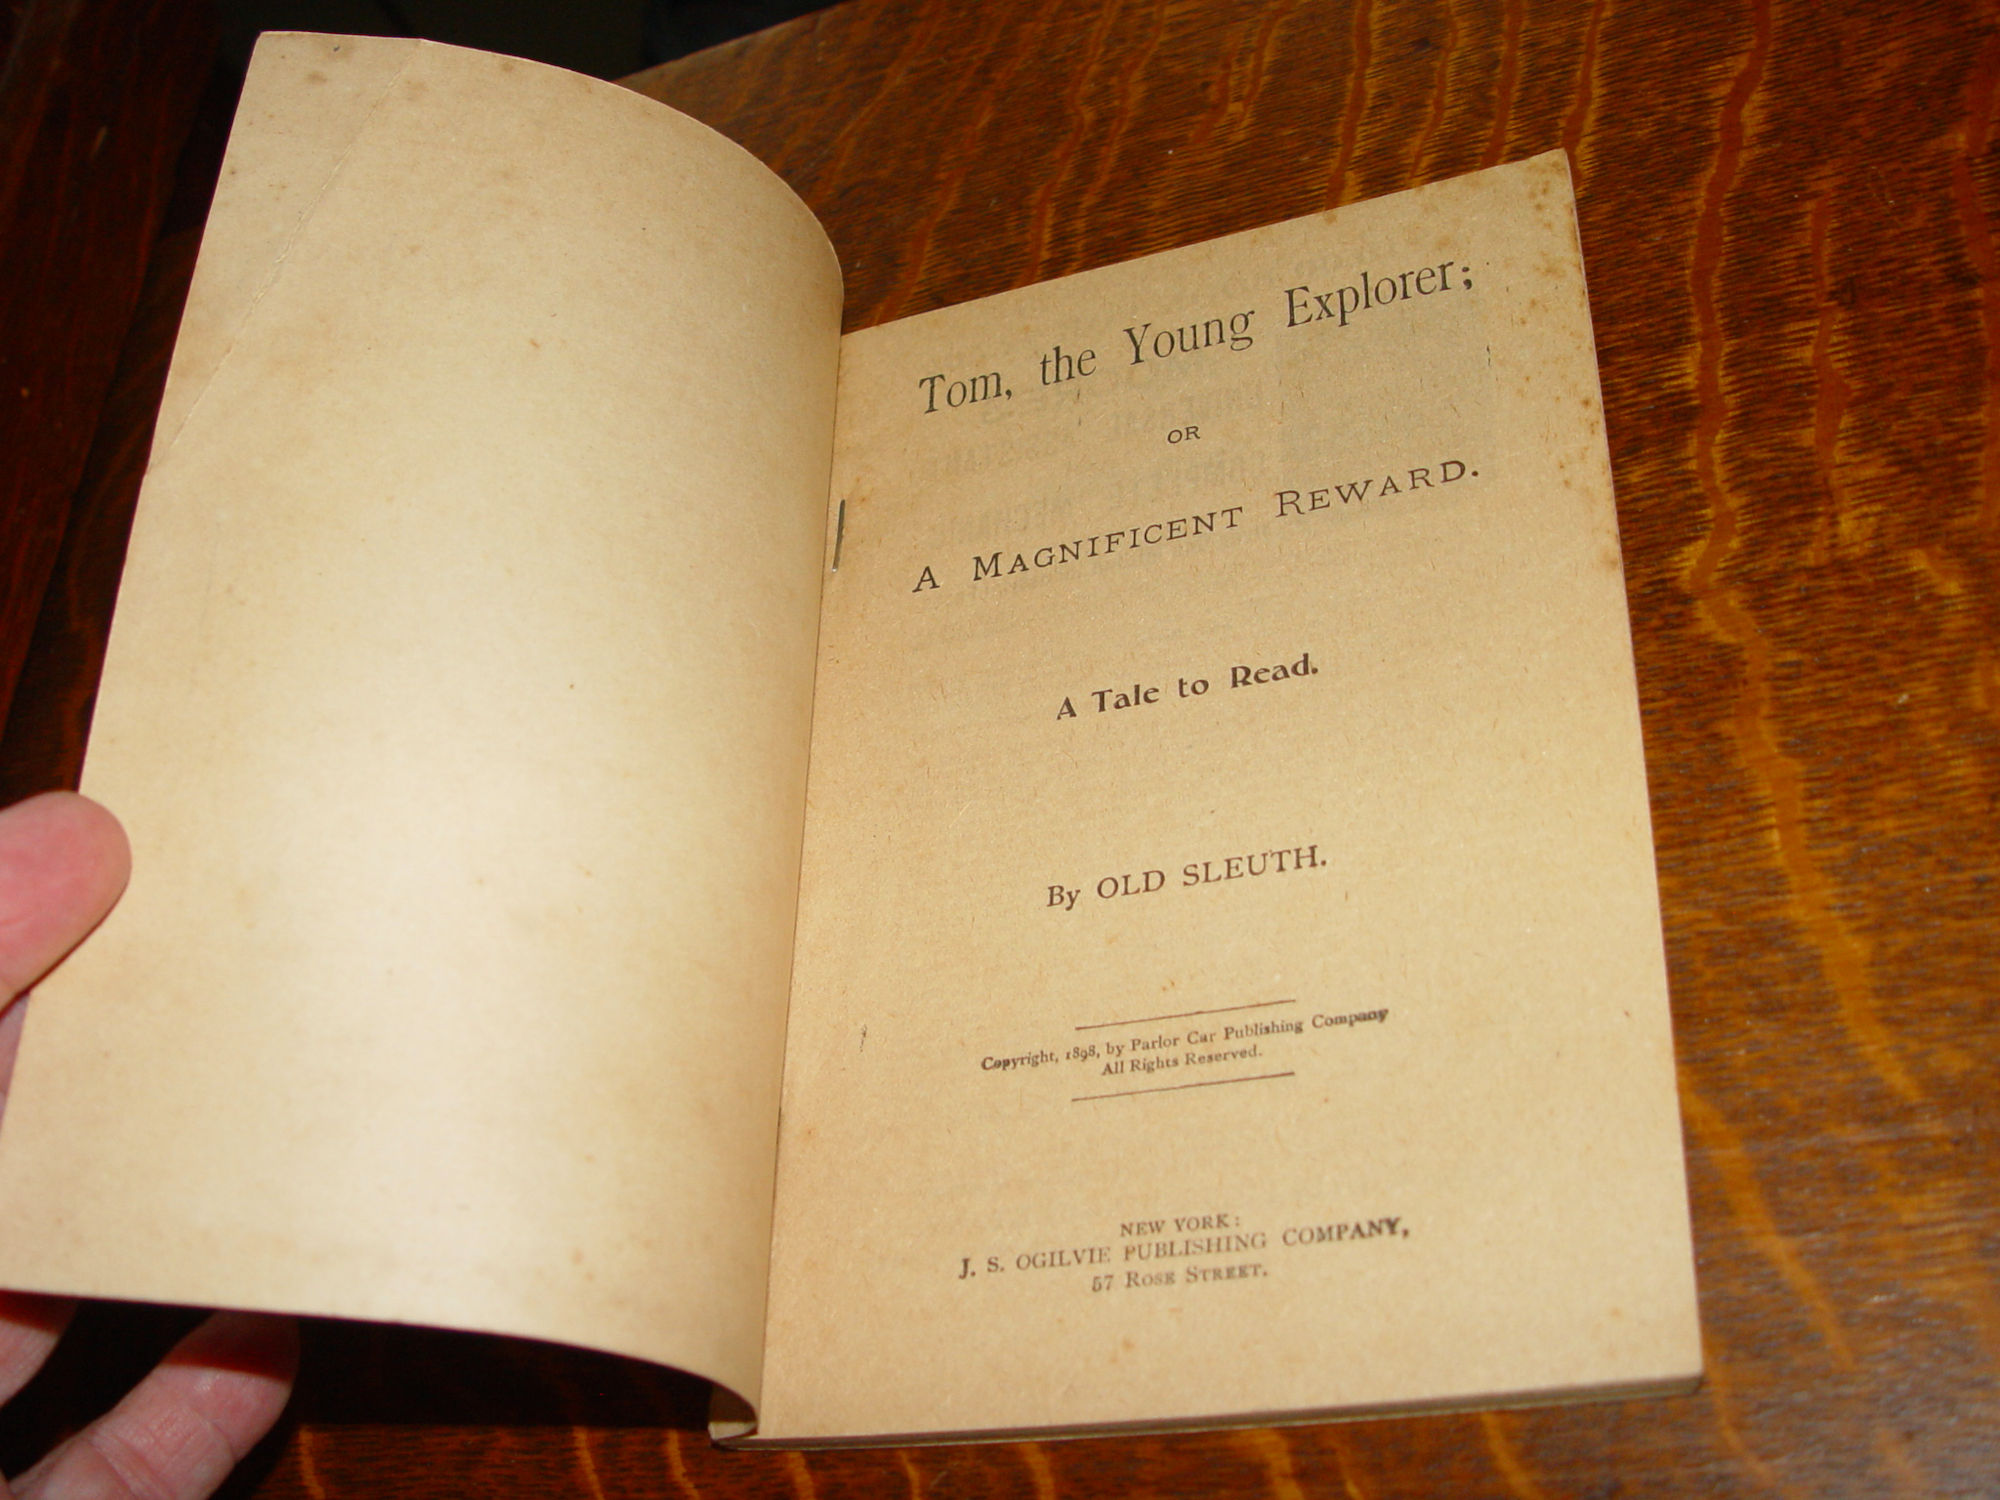 Tom, the Young Explorer;
OR
A MAGNIFICENT REWARD.
A Tale to Read.
By OLD SLEUTH.
Copyright, 1898, by Parlor Car Publishing Company
All Rights Reserved.
NEW YORK:
J. S. OGILVIE PUBLISHING COMPANY,
57 ROSE STREET.